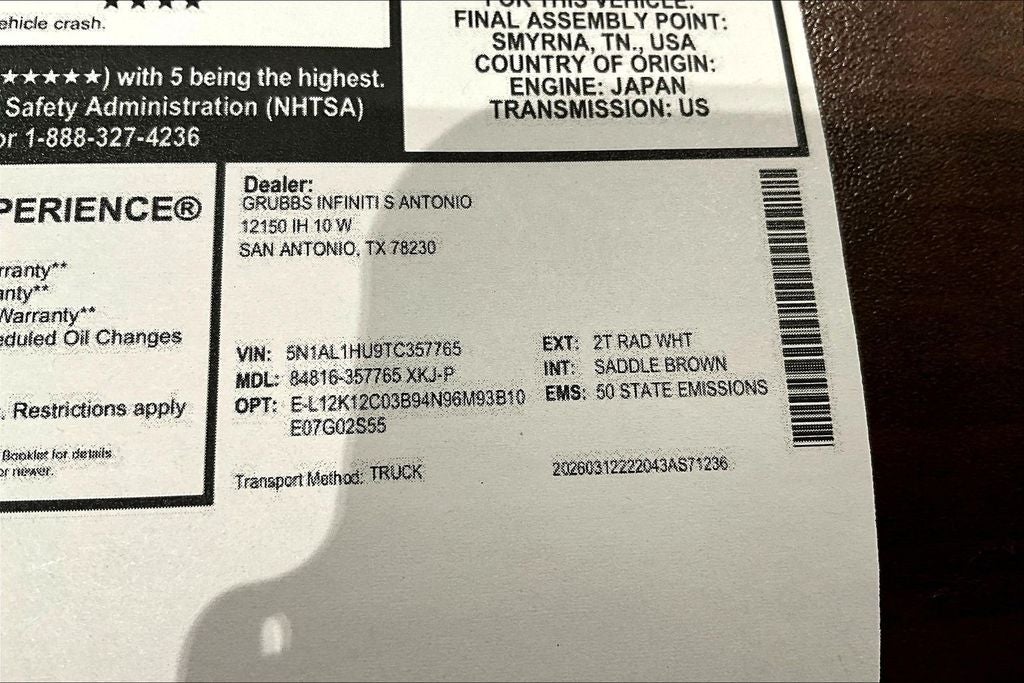 ★★★★
ehicle crash.
★★★★★) with 5 being the highest.
Safety Administration (NHTSA)
or 1-888-327-4236
FOR THIS VEHICLE:
FINAL ASSEMBLY POINT:
SMYRNA, TN., USA
COUNTRY OF ORIGIN:
ENGINE: JAPAN
TRANSMISSION: US
PERIENCE®
rranty**
anty**
Warranty**
eduled Oil Changes
. Restrictions apply
Booklet for details
or newer.
Dealer:
GRUBBS INFINITI S ANTONIO
12150 IH 10 W
SAN ANTONIO, TX 78230
VIN: 5N1AL1HU9TC357765
MDL: 84816-357765 XKJ-P
OPT: E-L12K12C03B94N96M93B10
E07G02S55
EXT: 2T RAD WHT
INT: SADDLE BROWN
EMS: 50 STATE EMISSIONS
Transport Method: TRUCK
20260312222043AS71236